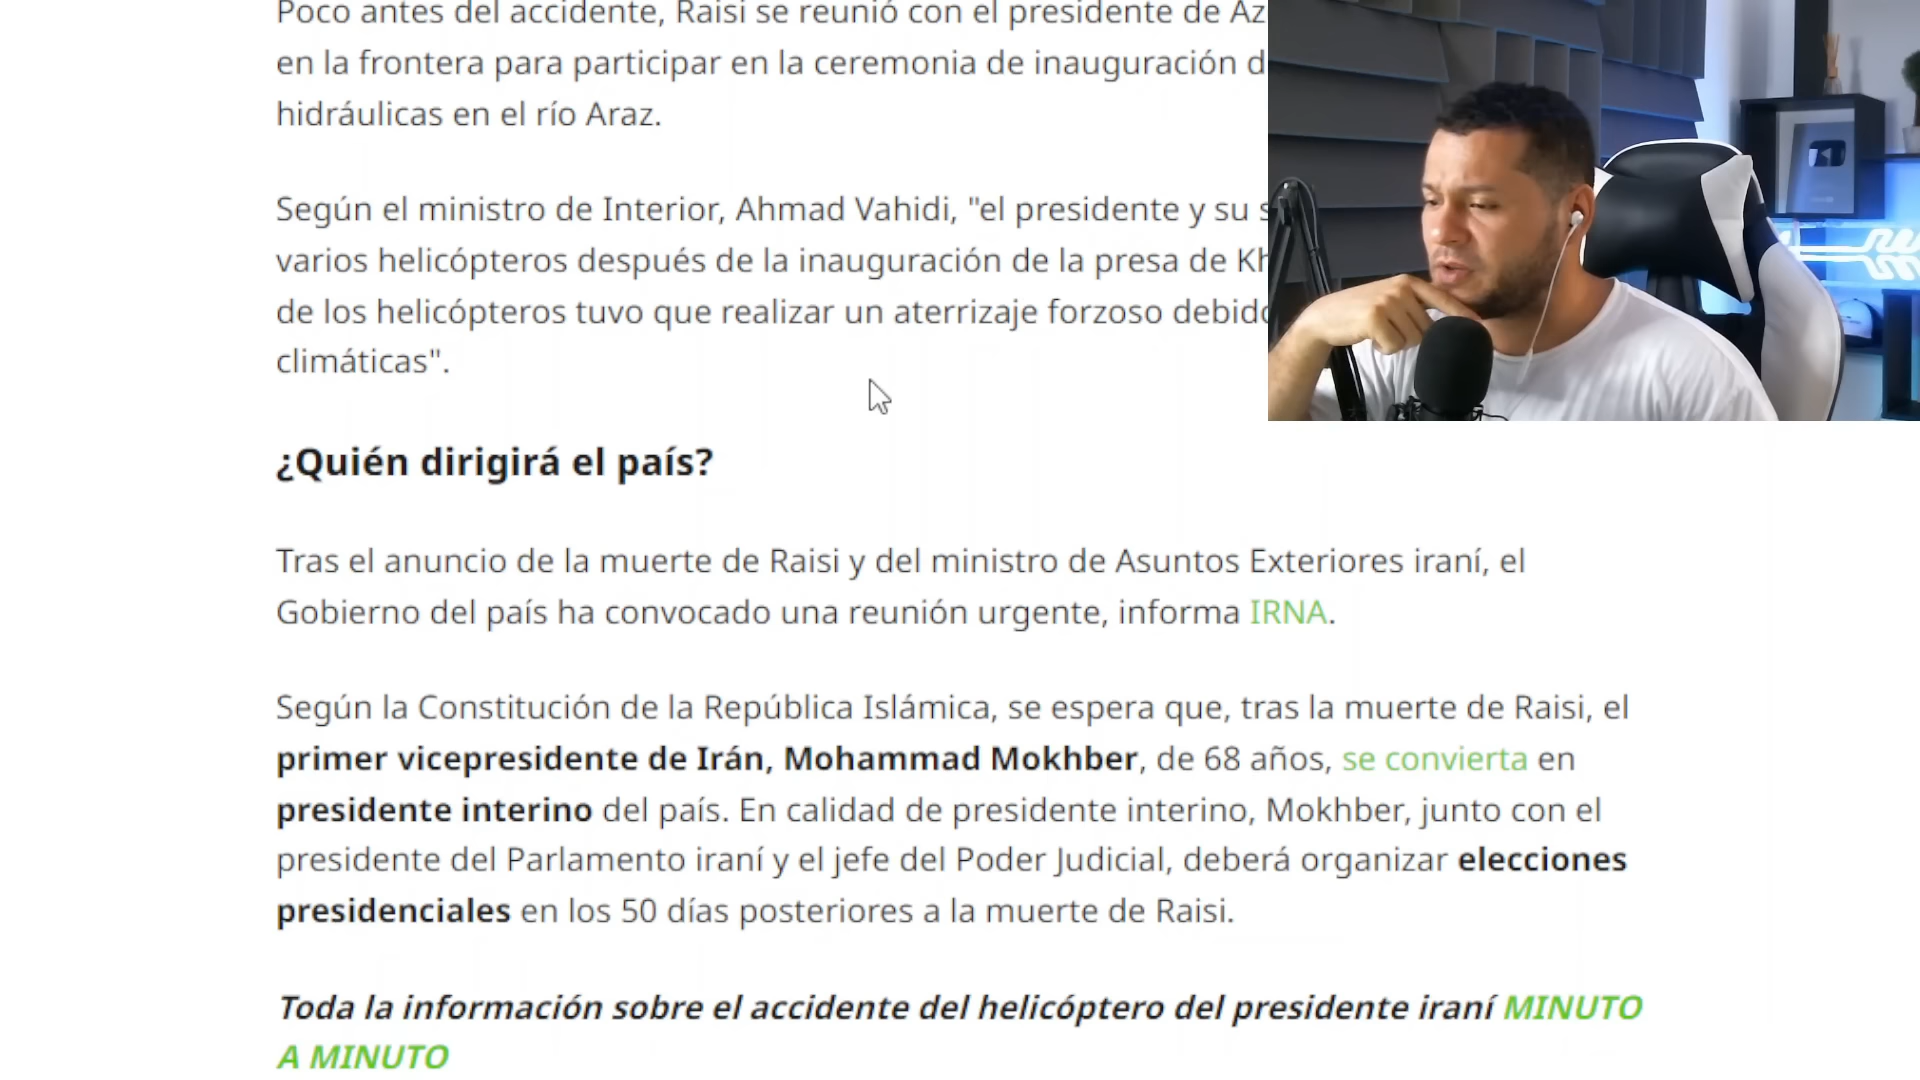 Poco antes del accidente, Raisi se reunió con el presidente de Az
en la frontera para participar en la ceremonia de inauguración d
hidráulicas en el río Araz.
Según el ministro de Interior, Ahmad Vahidi, "el presidente y su s
varios helicópteros después de la inauguración de la presa de Kh
de los helicópteros tuvo que realizar un aterrizaje forzoso debido
climáticas".
¿Quién dirigirá el país?
Tras el anuncio de la muerte de Raisi y del ministro de Asuntos Exteriores iraní, el
Gobierno del país ha convocado una reunión urgente, informa IRNA.
Según la Constitución de la República Islámica, se espera que, tras la muerte de Raisi, el
primer vicepresidente de Irán, Mohammad Mokhber, de 68 años, se convierta en
presidente interino del país. En calidad de presidente interino, Mokhber, junto con el
presidente del Parlamento iraní y el jefe del Poder Judicial, deberá organizar elecciones
presidenciales en los 50 días posteriores a la muerte de Raisi.
Toda la información sobre el accidente del helicóptero del presidente iraní MINUTO
A MINUTO